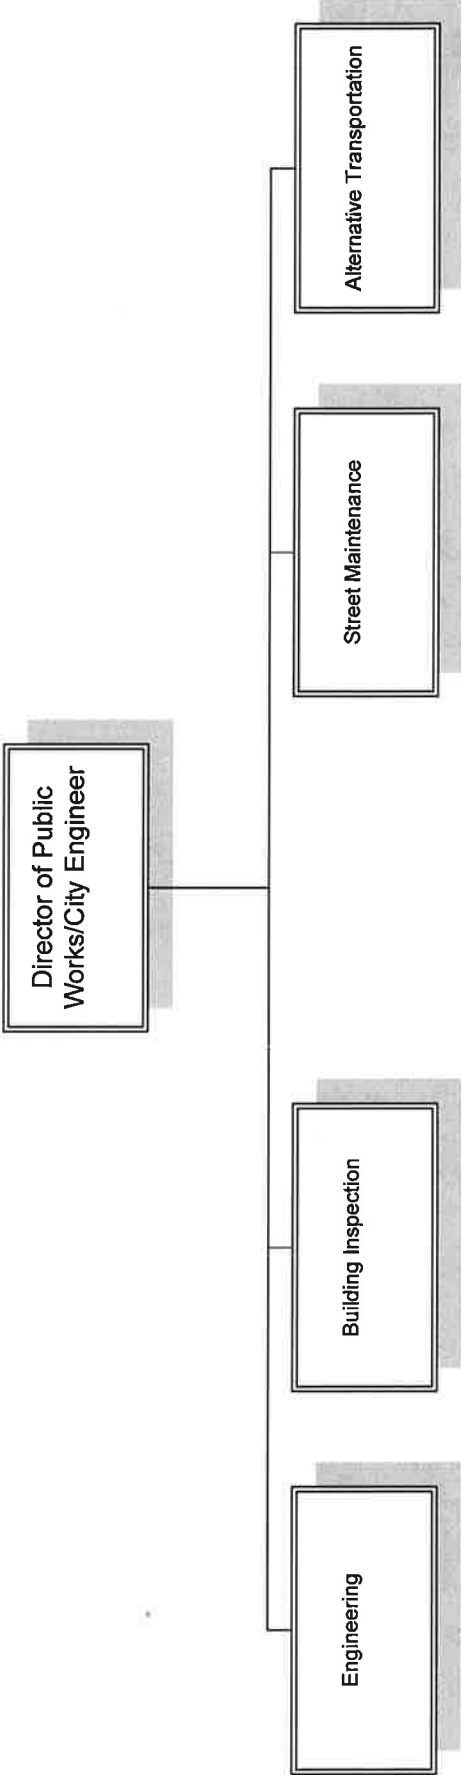 Director of Public
Works/City Engineer
Engineering
Building Inspection
Street Maintenance
Alternative Transportation